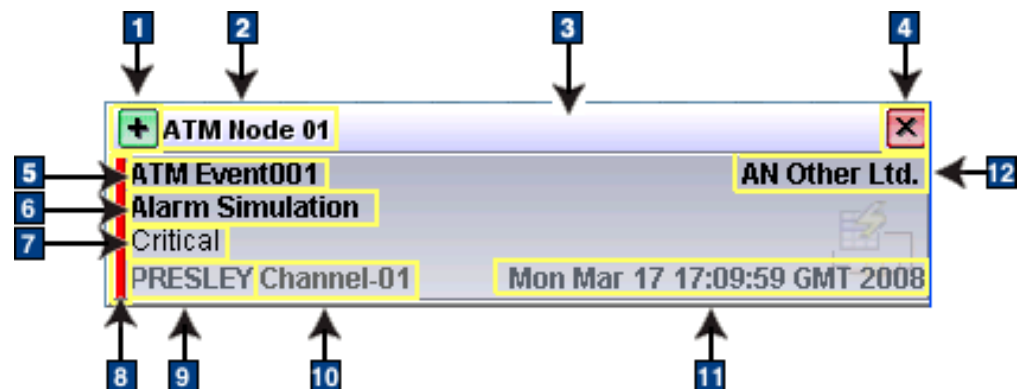 1 2 3 4
+ ATM Node 01 X
5 ATM Event001 AN Other Ltd. 12
6 Alarm Simulation
7 Critical
PRESLEY Channel-01 Mon Mar 17 17:09:59 GMT 2008
8 9 10 11